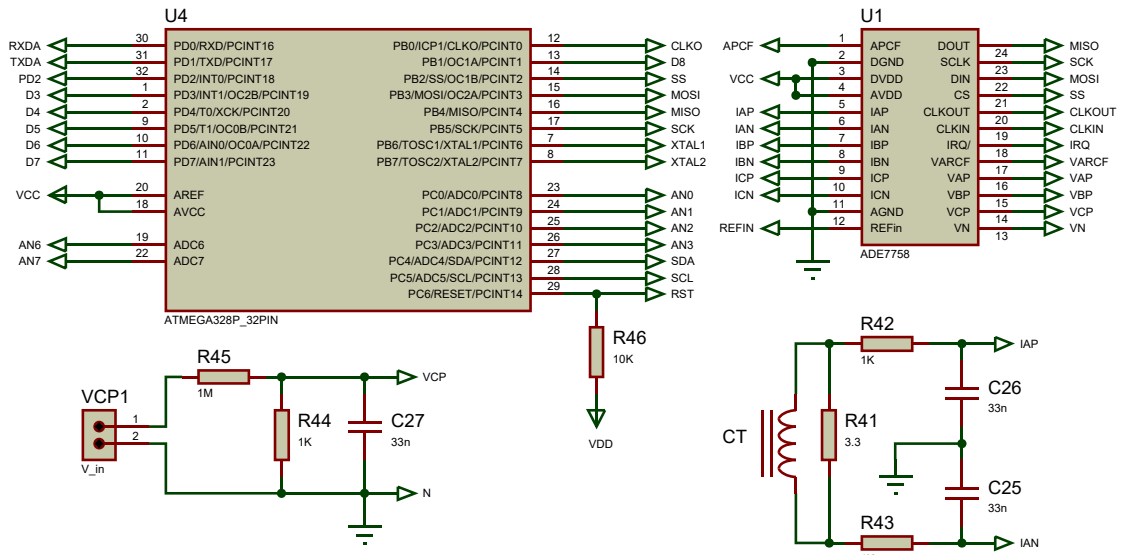 U4
RXDA 30 PD0/RXD/PCINT16 PB0/ICP1/CLKO/PCINT0 12 CLKO
TXDA 31 PD1/TXD/PCINT17 PB1/OC1A/PCINT1 13 D8
PD2 32 PD2/INT0/PCINT18 PB2/SS/OC1B/PCINT2 14 SS
D3 1 PD3/INT1/OC2B/PCINT19 PB3/MOSI/OC2A/PCINT3 15 MOSI
D4 2 PD4/T0/XCK/PCINT20 PB4/MISO/PCINT4 16 MISO
D5 9 PD5/T1/OC0B/PCINT21 PB5/SCK/PCINT5 17 SCK
D6 10 PD6/AIN0/OC0A/PCINT22 PB6/TOSC1/XTAL1/PCINT6 7 XTAL1
D7 11 PD7/AIN1/PCINT23 PB7/TOSC2/XTAL2/PCINT7 8 XTAL2
VCC 20 AREF PC0/ADC0/PCINT8 23 AN0
18 AVCC PC1/ADC1/PCINT9 24 AN1
PC2/ADC2/PCINT10 25 AN2
AN6 19 ADC6 PC3/ADC3/PCINT11 26 AN3
AN7 22 ADC7 PC4/ADC4/SDA/PCINT12 27 SDA
PC5/ADC5/SCL/PCINT13 28 SCL
PC6/RESET/PCINT14 29 RST
ATMEGA328P_32PIN
R46
10K
VDD
U1
APCF 1 APCF DOUT 24 MISO
2 DGND SCLK 23 SCK
VCC 3 DVDD DIN 22 MOSI
4 AVDD CS 21 SS
IAP 5 IAP CLKOUT 20 CLKOUT
IAN 6 IAN CLKIN 19 CLKIN
IBP 7 IBP IRQ/ 18 IRQ
IBN 8 IBN VARCF 17 VARCF
ICP 9 ICP VAP 16 VAP
ICN 10 ICN VBP 15 VBP
11 AGND VCP 14 VCP
REFIN 12 REFin VN 13 VN
ADE7758
R45
1M
VCP
VCP1
1
2
V_in
R44
1K
C27
33n
N
R42
1K
IAP
C26
33n
CT
R41
3.3
C25
33n
R43
IAN